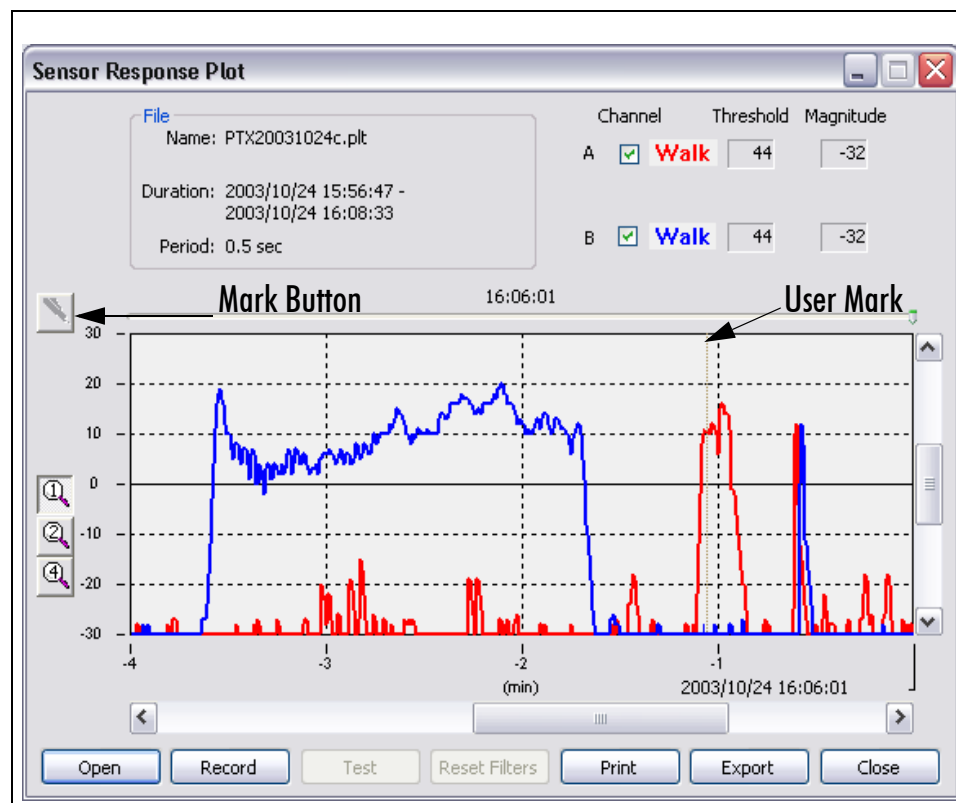 Sensor Response Plot
File
Name: PTX20031024c.plt
Duration: 2003/10/24 15:56:47 -
2003/10/24 16:08:33
Period: 0.5 sec
Channel Threshold Magnitude
A Walk 44 -32
B Walk 44 -32
Mark Button
16:06:01
User Mark
30
20
10
0
-10
-20
-30
1
2
4
-4 -3 -2 -1
(min)
2003/10/24 16:06:01
Open Record Test Reset Filters Print Export Close